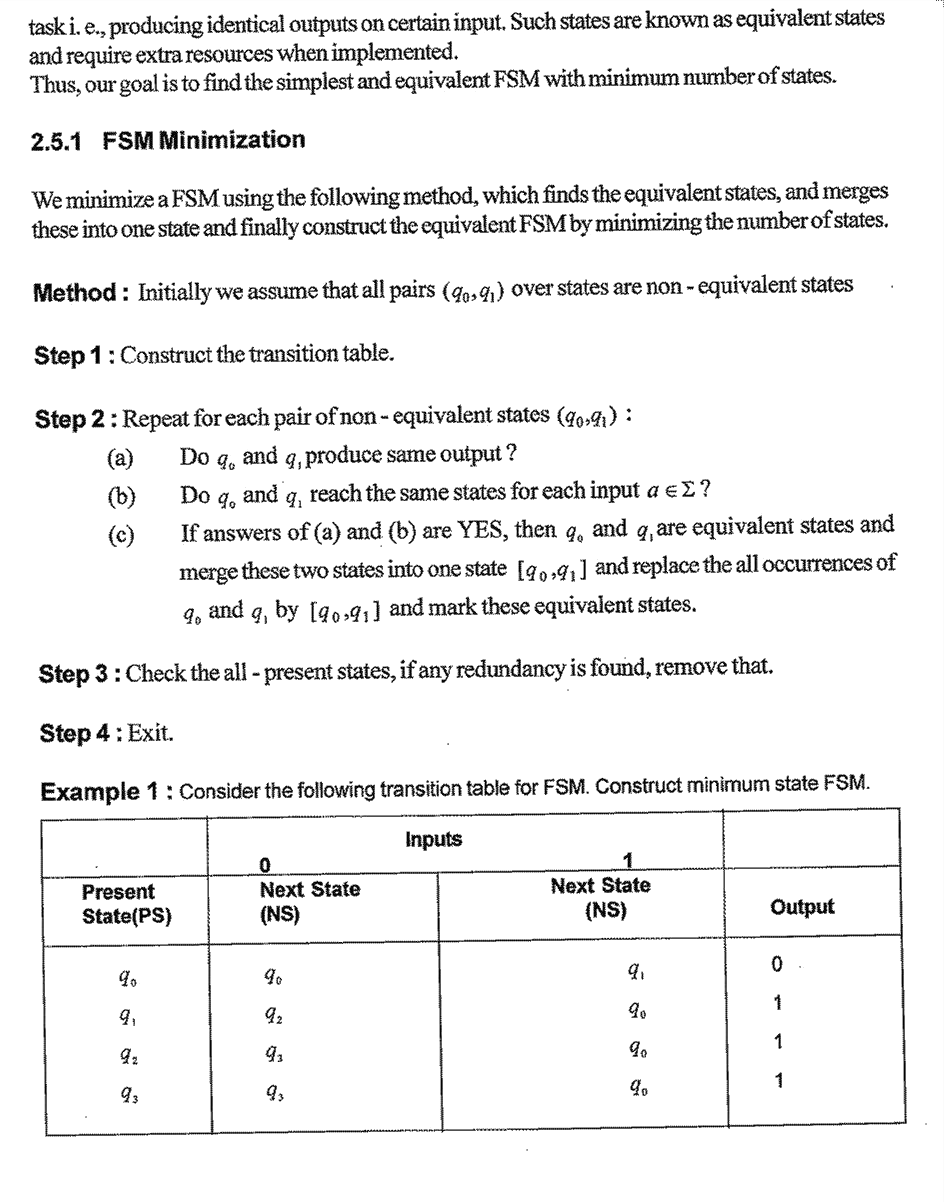 task i. e., producing identical outputs on certain input. Such states are known as equivalent states
and require extra resources when implemented.
Thus, our goal is to find the simplest and equivalent FSM with minimum number of states.
2.5.1 FSM Minimization
We minimize a FSM using the following method, which finds the equivalent states, and merges
these into one state and finally construct the equivalent FSM by minimizing the number of states.
Method : Initially we assume that all pairs (q₀,q₁) over states are non - equivalent states
Step 1 : Construct the transition table.
Step 2 : Repeat for each pair of non - equivalent states (q₀,q₁) :
(a) Do q₀ and q₁ produce same output ?
(b) Do q₀ and q₁ reach the same states for each input a ∈ Σ ?
(c) If answers of (a) and (b) are YES, then q₀ and q₁ are equivalent states and
merge these two states into one state [q₀,q₁] and replace the all occurrences of
q₀ and q₁ by [q₀,q₁] and mark these equivalent states.
Step 3 : Check the all - present states, if any redundancy is found, remove that.
Step 4 : Exit.
Example 1 : Consider the following transition table for FSM. Construct minimum state FSM.
Inputs
0 1
Present Next State Next State
State(PS) (NS) (NS) Output
q₀ q₀ q₁ 0
q₁ q₂ q₀ 1
q₂ q₃ q₀ 1
q₃ q₃ q₀ 1